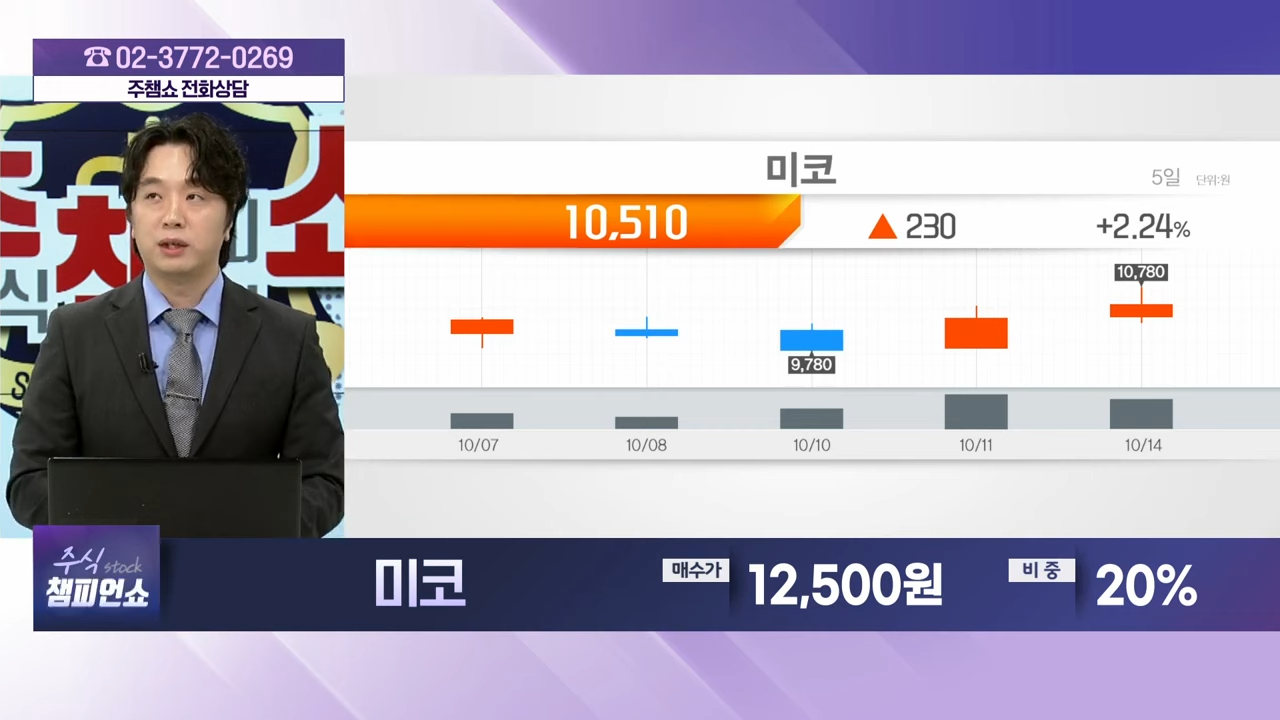 ☎02-3772-0269
주챔쇼 전화상담
미코
5일 단위:원
10,510
▲ 230
+2.24%
10,780
9,780
10/07 10/08 10/10 10/11 10/14
주식 stock
챔피언쇼
미코
매수가 12,500원
비중 20%